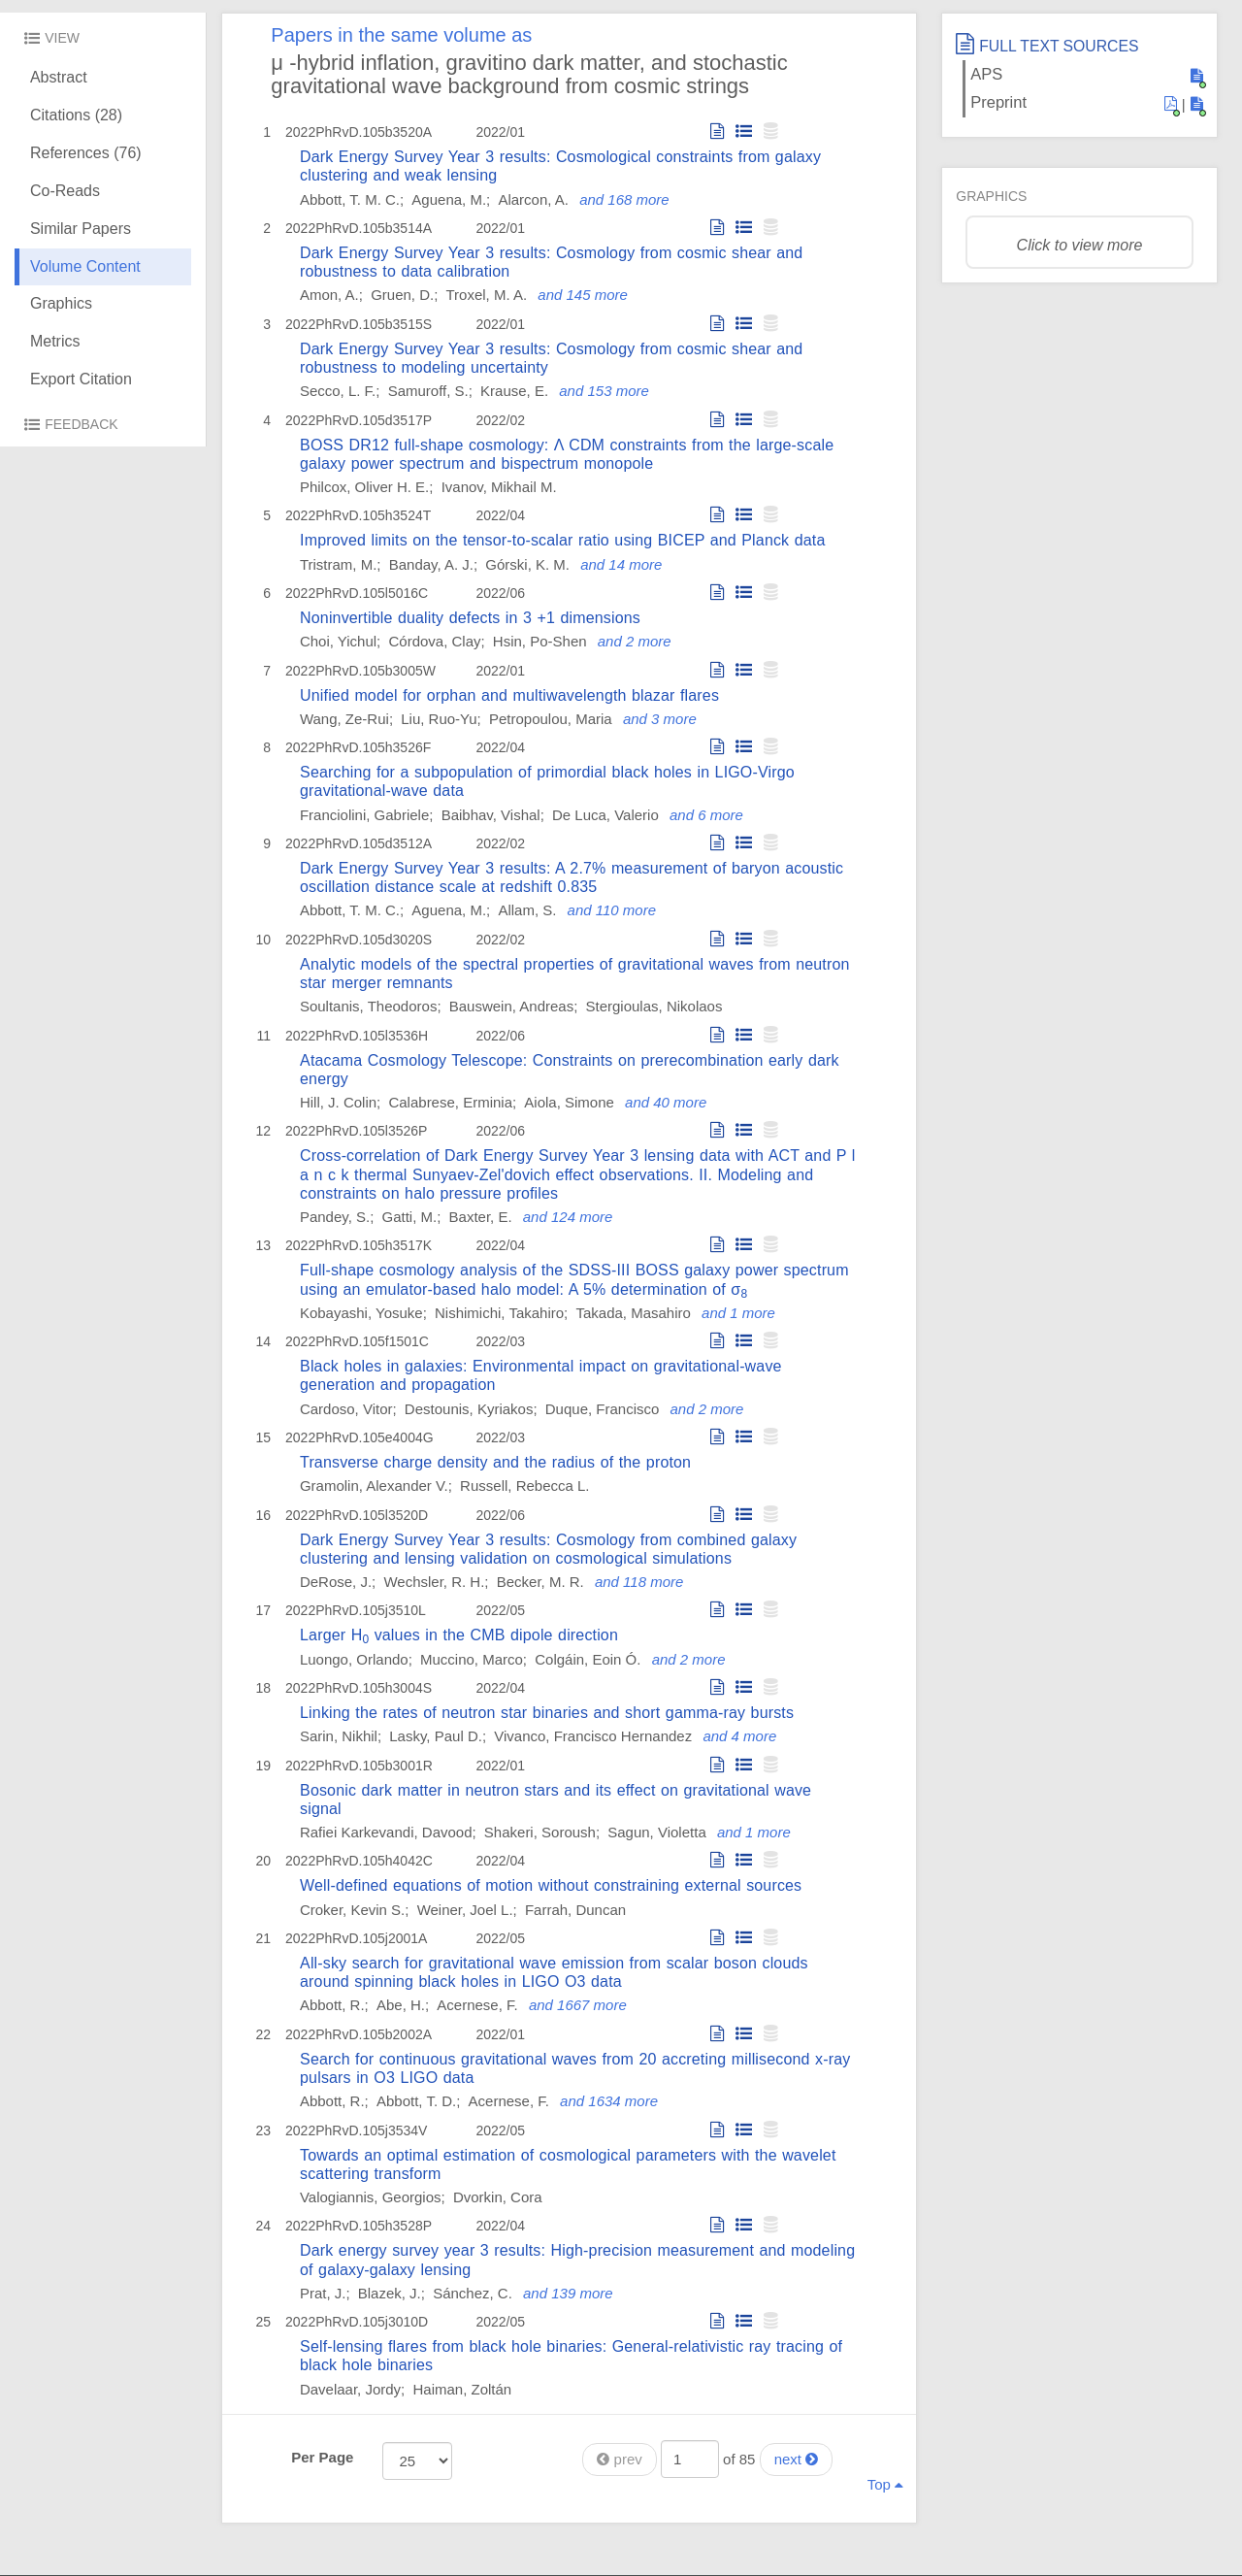 VIEW
Abstract
Citations (28)
References (76)
Co-Reads
Similar Papers
Volume Content
Graphics
Metrics
Export Citation
FEEDBACK
Papers in the same volume as
μ -hybrid inflation, gravitino dark matter, and stochastic
gravitational wave background from cosmic strings
1 2022PhRvD.105b3520A 2022/01
Dark Energy Survey Year 3 results: Cosmological constraints from galaxy
clustering and weak lensing
Abbott, T. M. C.; Aguena, M.; Alarcon, A. and 168 more
2 2022PhRvD.105b3514A 2022/01
Dark Energy Survey Year 3 results: Cosmology from cosmic shear and
robustness to data calibration
Amon, A.; Gruen, D.; Troxel, M. A. and 145 more
3 2022PhRvD.105b3515S 2022/01
Dark Energy Survey Year 3 results: Cosmology from cosmic shear and
robustness to modeling uncertainty
Secco, L. F.; Samuroff, S.; Krause, E. and 153 more
4 2022PhRvD.105d3517P 2022/02
BOSS DR12 full-shape cosmology: Λ CDM constraints from the large-scale
galaxy power spectrum and bispectrum monopole
Philcox, Oliver H. E.; Ivanov, Mikhail M.
5 2022PhRvD.105h3524T 2022/04
Improved limits on the tensor-to-scalar ratio using BICEP and Planck data
Tristram, M.; Banday, A. J.; Górski, K. M. and 14 more
6 2022PhRvD.105l5016C 2022/06
Noninvertible duality defects in 3 +1 dimensions
Choi, Yichul; Córdova, Clay; Hsin, Po-Shen and 2 more
7 2022PhRvD.105b3005W 2022/01
Unified model for orphan and multiwavelength blazar flares
Wang, Ze-Rui; Liu, Ruo-Yu; Petropoulou, Maria and 3 more
8 2022PhRvD.105h3526F 2022/04
Searching for a subpopulation of primordial black holes in LIGO-Virgo
gravitational-wave data
Franciolini, Gabriele; Baibhav, Vishal; De Luca, Valerio and 6 more
9 2022PhRvD.105d3512A 2022/02
Dark Energy Survey Year 3 results: A 2.7% measurement of baryon acoustic
oscillation distance scale at redshift 0.835
Abbott, T. M. C.; Aguena, M.; Allam, S. and 110 more
10 2022PhRvD.105d3020S 2022/02
Analytic models of the spectral properties of gravitational waves from neutron
star merger remnants
Soultanis, Theodoros; Bauswein, Andreas; Stergioulas, Nikolaos
11 2022PhRvD.105l3536H 2022/06
Atacama Cosmology Telescope: Constraints on prerecombination early dark
energy
Hill, J. Colin; Calabrese, Erminia; Aiola, Simone and 40 more
12 2022PhRvD.105l3526P 2022/06
Cross-correlation of Dark Energy Survey Year 3 lensing data with ACT and P l
a n c k thermal Sunyaev-Zel'dovich effect observations. II. Modeling and
constraints on halo pressure profiles
Pandey, S.; Gatti, M.; Baxter, E. and 124 more
13 2022PhRvD.105h3517K 2022/04
Full-shape cosmology analysis of the SDSS-III BOSS galaxy power spectrum
using an emulator-based halo model: A 5% determination of σ8
Kobayashi, Yosuke; Nishimichi, Takahiro; Takada, Masahiro and 1 more
14 2022PhRvD.105f1501C 2022/03
Black holes in galaxies: Environmental impact on gravitational-wave
generation and propagation
Cardoso, Vitor; Destounis, Kyriakos; Duque, Francisco and 2 more
15 2022PhRvD.105e4004G 2022/03
Transverse charge density and the radius of the proton
Gramolin, Alexander V.; Russell, Rebecca L.
16 2022PhRvD.105l3520D 2022/06
Dark Energy Survey Year 3 results: Cosmology from combined galaxy
clustering and lensing validation on cosmological simulations
DeRose, J.; Wechsler, R. H.; Becker, M. R. and 118 more
17 2022PhRvD.105j3510L 2022/05
Larger H0 values in the CMB dipole direction
Luongo, Orlando; Muccino, Marco; Colgáin, Eoin Ó. and 2 more
18 2022PhRvD.105h3004S 2022/04
Linking the rates of neutron star binaries and short gamma-ray bursts
Sarin, Nikhil; Lasky, Paul D.; Vivanco, Francisco Hernandez and 4 more
19 2022PhRvD.105b3001R 2022/01
Bosonic dark matter in neutron stars and its effect on gravitational wave
signal
Rafiei Karkevandi, Davood; Shakeri, Soroush; Sagun, Violetta and 1 more
20 2022PhRvD.105h4042C 2022/04
Well-defined equations of motion without constraining external sources
Croker, Kevin S.; Weiner, Joel L.; Farrah, Duncan
21 2022PhRvD.105j2001A 2022/05
All-sky search for gravitational wave emission from scalar boson clouds
around spinning black holes in LIGO O3 data
Abbott, R.; Abe, H.; Acernese, F. and 1667 more
22 2022PhRvD.105b2002A 2022/01
Search for continuous gravitational waves from 20 accreting millisecond x-ray
pulsars in O3 LIGO data
Abbott, R.; Abbott, T. D.; Acernese, F. and 1634 more
23 2022PhRvD.105j3534V 2022/05
Towards an optimal estimation of cosmological parameters with the wavelet
scattering transform
Valogiannis, Georgios; Dvorkin, Cora
24 2022PhRvD.105h3528P 2022/04
Dark energy survey year 3 results: High-precision measurement and modeling
of galaxy-galaxy lensing
Prat, J.; Blazek, J.; Sánchez, C. and 139 more
25 2022PhRvD.105j3010D 2022/05
Self-lensing flares from black hole binaries: General-relativistic ray tracing of
black hole binaries
Davelaar, Jordy; Haiman, Zoltán
Per Page 25 prev 1 of 85 next
Top
FULL TEXT SOURCES
APS
Preprint |
GRAPHICS
Click to view more